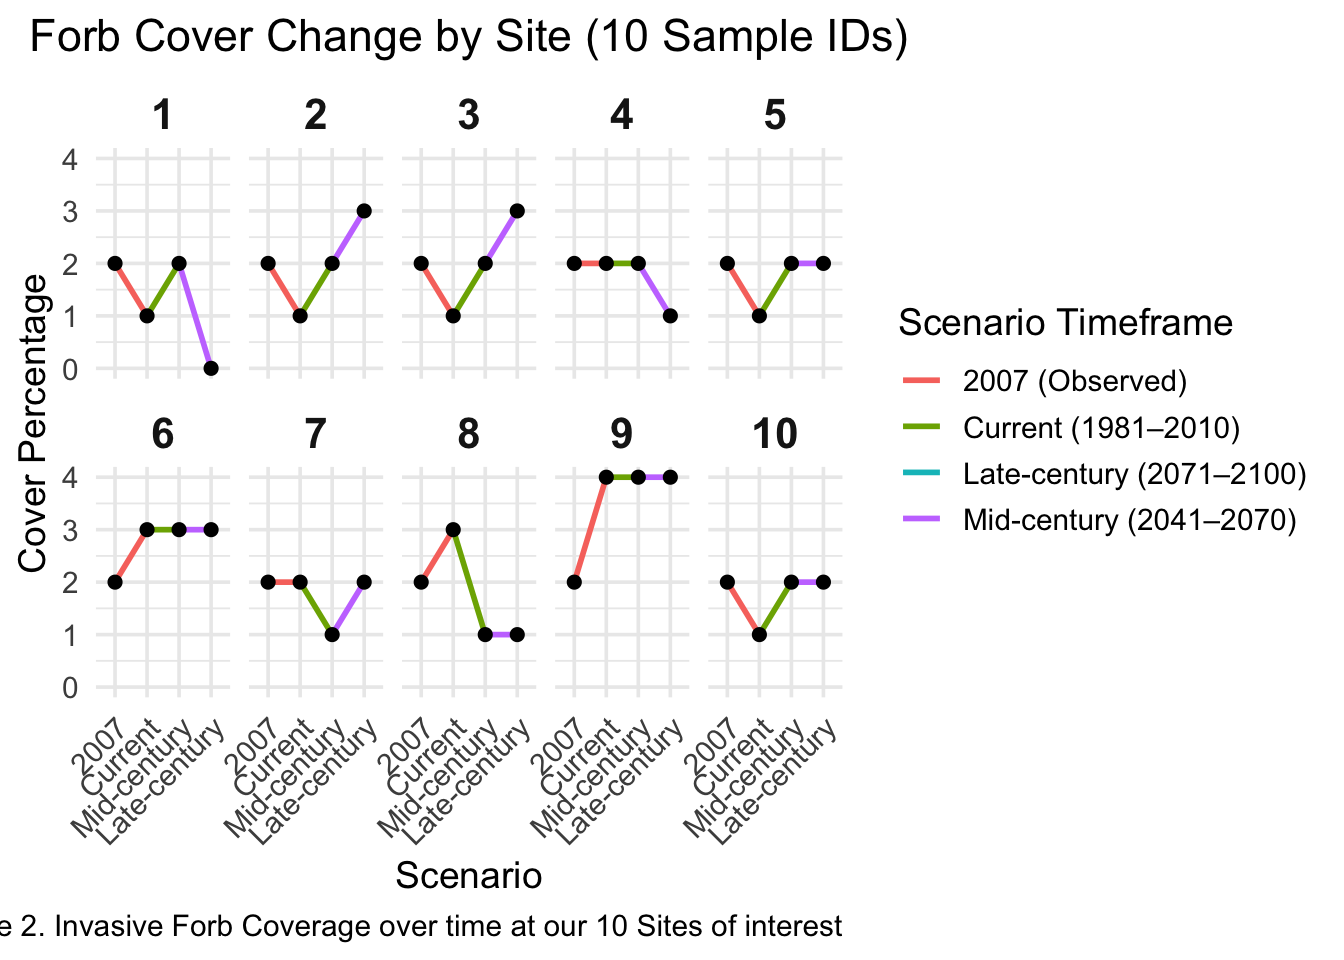 Forb Cover Change by Site (10 Sample IDs)
1 2 3 4 5
4
3
2
1
0
Cover Percentage
6 7 8 9 10
4
3
2
1
0
2007 Current Mid-century Late-century
2007 Current Mid-century Late-century
2007 Current Mid-century Late-century
2007 Current Mid-century Late-century
2007 Current Mid-century Late-century
Scenario
Scenario Timeframe
2007 (Observed)
Current (1981–2010)
Late-century (2071–2100)
Mid-century (2041–2070)
e 2. Invasive Forb Coverage over time at our 10 Sites of interest